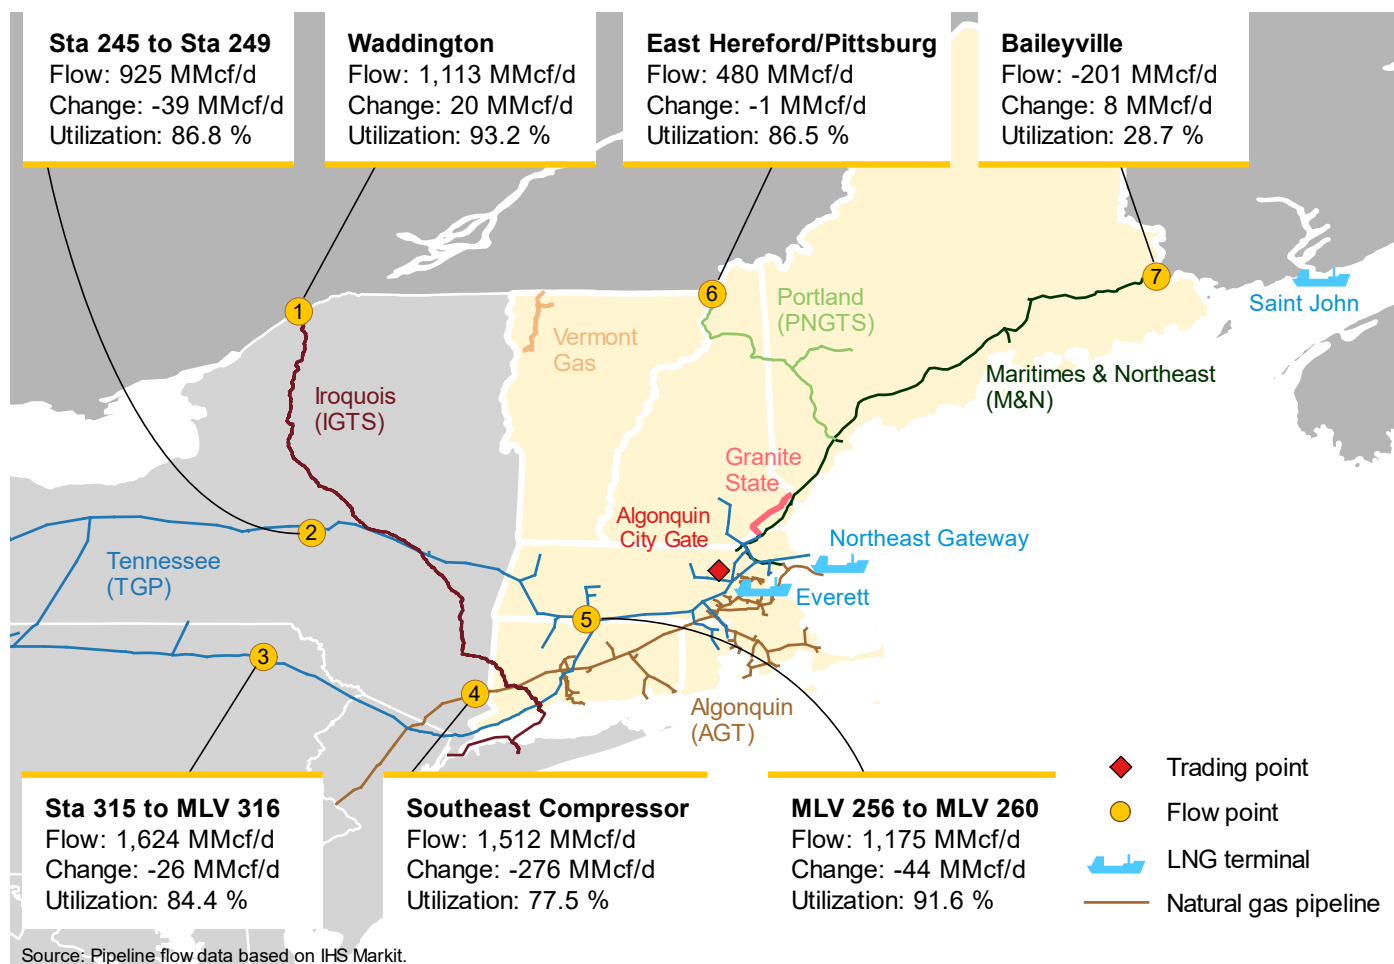 Sta 245 to Sta 249
Flow: 925 MMcf/d
Change: -39 MMcf/d
Utilization: 86.8 %
Waddington
Flow: 1,113 MMcf/d
Change: 20 MMcf/d
Utilization: 93.2 %
East Hereford/Pittsburg
Flow: 480 MMcf/d
Change: -1 MMcf/d
Utilization: 86.5 %
Baileyville
Flow: -201 MMcf/d
Change: 8 MMcf/d
Utilization: 28.7 %
7
Saint John
6
1
Portland
(PNGTS)
Vermont
Gas
Maritimes & Northeast
(M&N)
Iroquois
(IGTS)
Granite
State
Algonquin
City Gate
2
Northeast Gateway
Tennessee
(TGP)
Everett
5
3
4
Algonquin
(AGT)
Sta 315 to MLV 316
Flow: 1,624 MMcf/d
Change: -26 MMcf/d
Utilization: 84.4 %
Southeast Compressor
Flow: 1,512 MMcf/d
Change: -276 MMcf/d
Utilization: 77.5 %
MLV 256 to MLV 260
Flow: 1,175 MMcf/d
Change: -44 MMcf/d
Utilization: 91.6 %
Trading point
Flow point
LNG terminal
Natural gas pipeline
Source: Pipeline flow data based on IHS Markit.